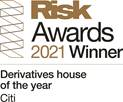 Risk
Awards
2021 Winner
Derivatives house
of the year
Citi